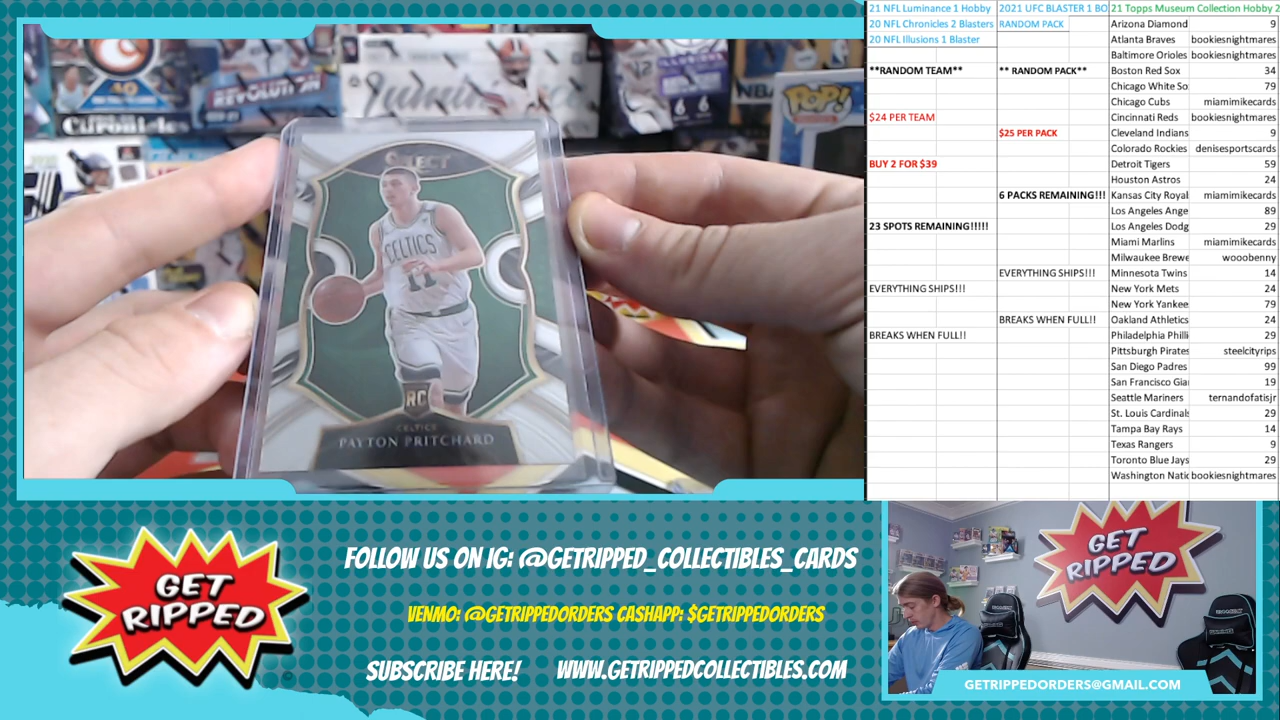 Chronicles
REVOLUTION
Luminance
POP!
SELECT
CELTICS
11
RC
CELTICS
PAYTON PRITCHARD
21 NFL Luminance 1 Hobby
20 NFL Chronicles 2 Blasters
20 NFL Illusions 1 Blaster
**RANDOM TEAM**
$24 PER TEAM
BUY 2 FOR $39
23 SPOTS REMAINING!!!!!
EVERYTHING SHIPS!!!
BREAKS WHEN FULL!!
2021 UFC BLASTER 1 BO
RANDOM PACK
** RANDOM PACK**
$25 PER PACK
6 PACKS REMAINING!!!
EVERYTHING SHIPS!!!
BREAKS WHEN FULL!!
21 Topps Museum Collection Hobby 2
Arizona Diamond 9
Atlanta Braves bookiesnightmares
Baltimore Orioles bookiesnightmares
Boston Red Sox 34
Chicago White So 79
Chicago Cubs miamimikecards
Cincinnati Reds bookiesnightmares
Cleveland Indians 9
Colorado Rockies denisesportscards
Detroit Tigers 59
Houston Astros 24
Kansas City Royal miamimikecards
Los Angeles Ange 89
Los Angeles Dodg 29
Miami Marlins miamimikecards
Milwaukee Brewe wooobenny
Minnesota Twins 14
New York Mets 24
New York Yankee 79
Oakland Athletics 24
Philadelphia Philli 29
Pittsburgh Pirates steelcityrips
San Diego Padres 99
San Francisco Gia 19
Seattle Mariners ternandofatisjr
St. Louis Cardinals 29
Tampa Bay Rays 14
Texas Rangers 9
Toronto Blue Jays 29
Washington Natic bookiesnightmares
GET RIPPED
FOLLOW US ON IG: @GETRIPPED_COLLECTIBLES_CARDS
VENMO: @GETRIPPEDORDERS CASHAPP: $GETRIPPEDORDERS
SUBSCRIBE HERE! WWW.GETRIPPEDCOLLECTIBLES.COM
GET RIPPED
GETRIPPEDORDERS@GMAIL.COM